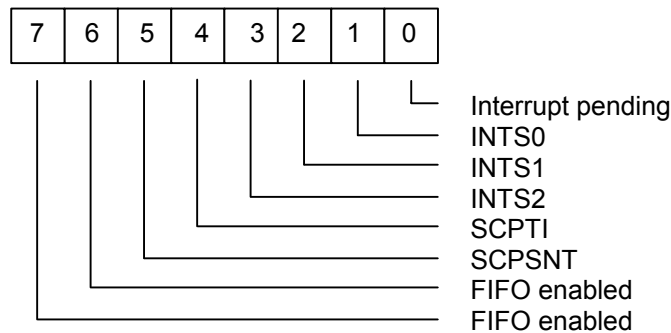 7 6 5 4 3 2 1 0
Interrupt pending
INTS0
INTS1
INTS2
SCPTI
SCPSNT
FIFO enabled
FIFO enabled